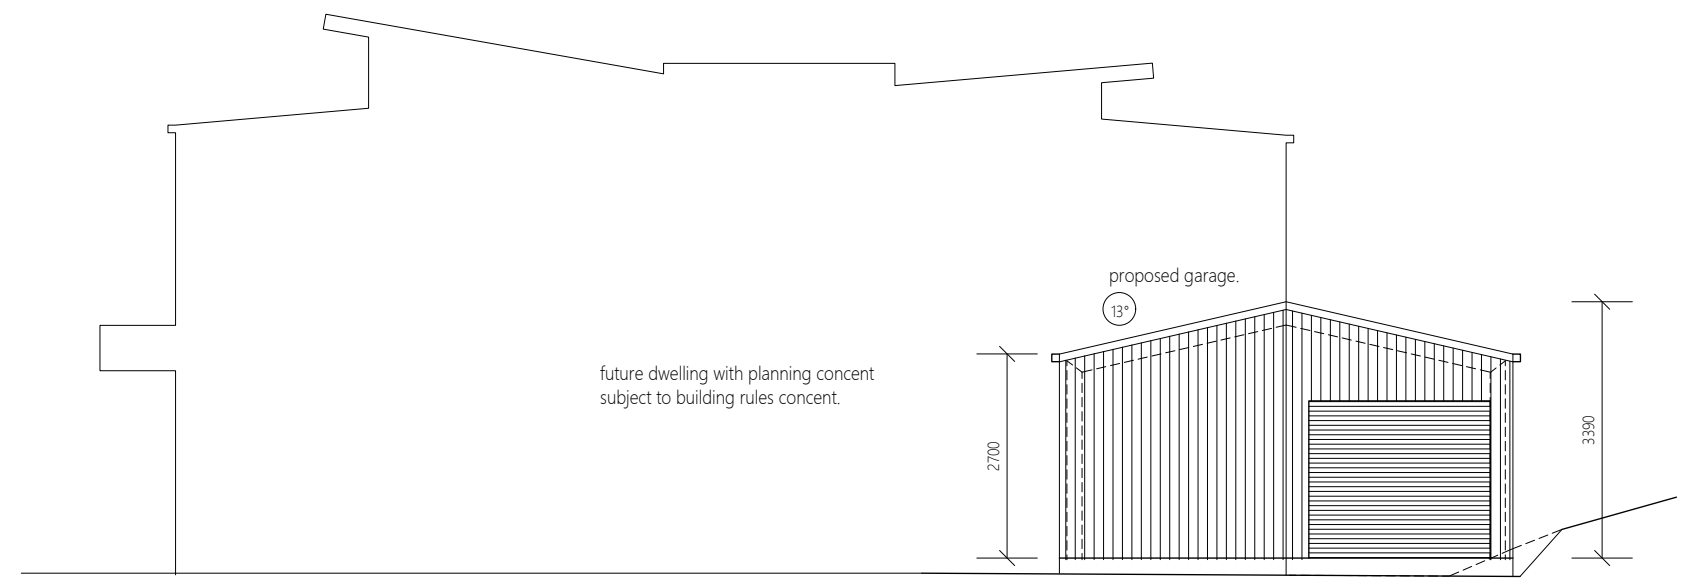 proposed garage.
13°
future dwelling with planning concent
subject to building rules concent.
2700
3390